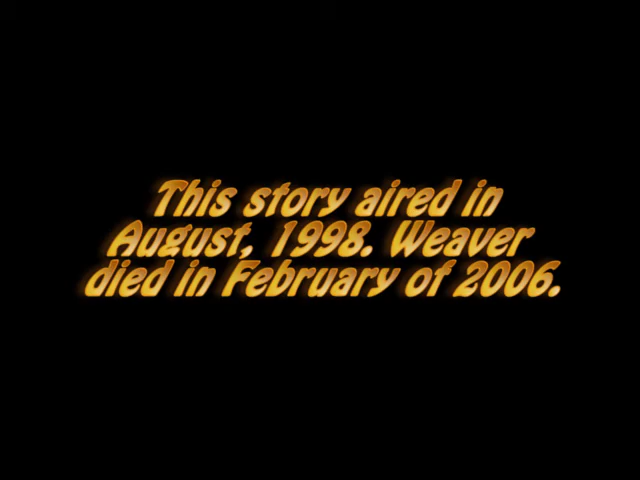 This story aired in
August, 1998. Weaver
died in February of 2006.